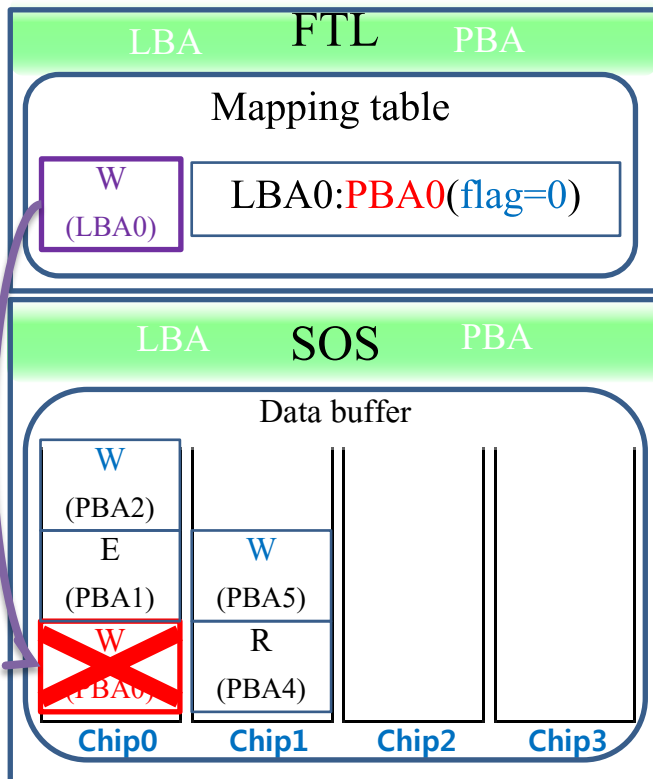 LBA FTL PBA
Mapping table
W
(LBA0)
LBA0:PBA0(flag=0)
LBA SOS PBA
Data buffer
W
(PBA2)
E
(PBA1)
W
(PBA0)
W
(PBA5)
R
(PBA4)
Chip0 Chip1 Chip2 Chip3